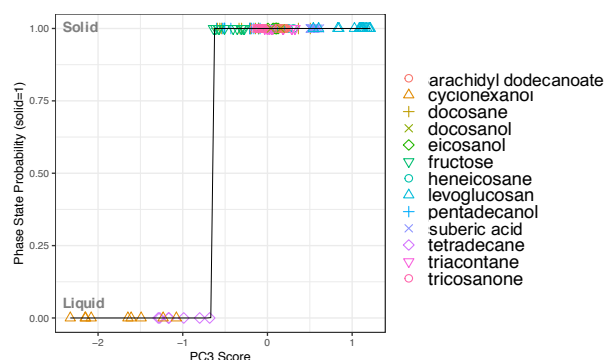 1.00
0.75
0.50
0.25
0.00
Phase State Probability (solid=1)
Solid
Liquid
−2
−1
0
1
PC3 Score
arachidyl dodecanoate
cyclohexanol
docosane
docosanol
eicosanol
fructose
heneicosane
levoglucosan
pentadecanol
suberic acid
tetradecane
triacontane
tricosanone